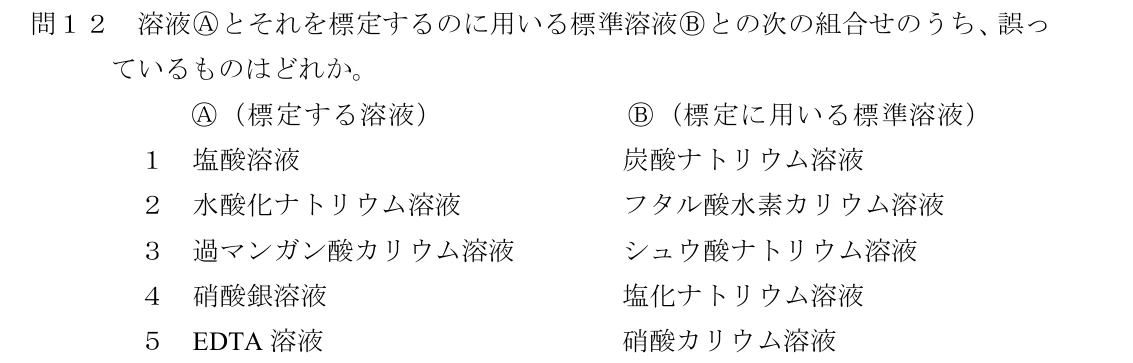 問１２　溶液Ⓐとそれを標定するのに用いる標準溶液Ⓑとの次の組合せのうち、誤っ
ているものはどれか。
Ⓐ（標定する溶液）　Ⓑ（標定に用いる標準溶液）
１　塩酸溶液　炭酸ナトリウム溶液
２　水酸化ナトリウム溶液　フタル酸水素カリウム溶液
３　過マンガン酸カリウム溶液　シュウ酸ナトリウム溶液
４　硝酸銀溶液　塩化ナトリウム溶液
５　EDTA 溶液　硝酸カリウム溶液